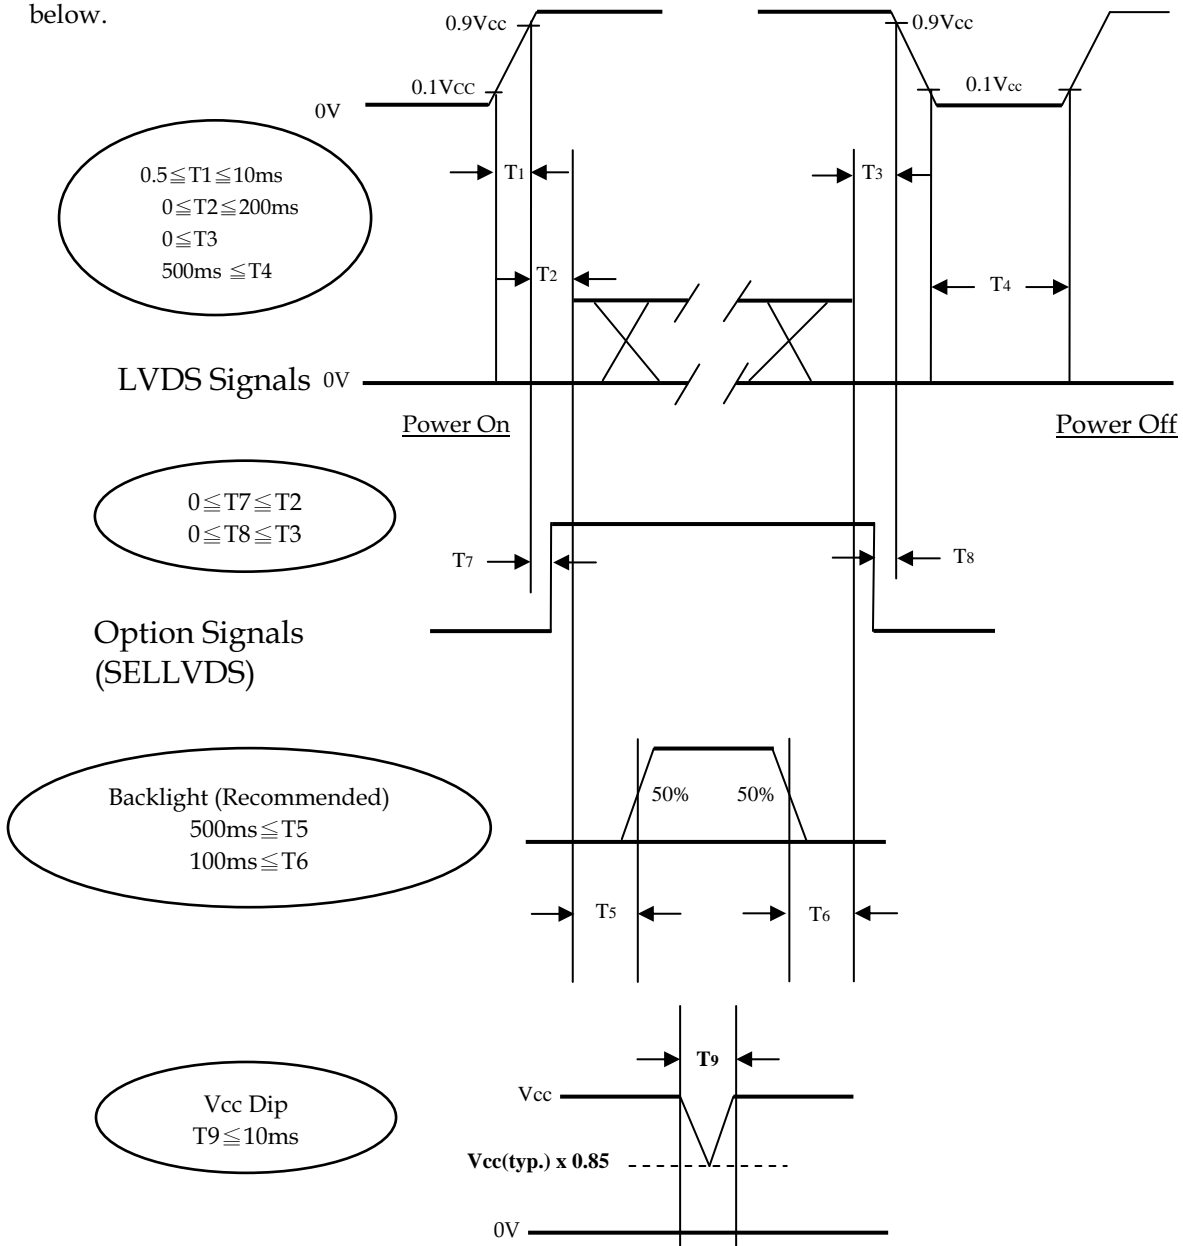 below.
0.9Vcc
0.9Vcc
0.1VCC
0.1Vcc
0V
0.5≦T1≦10ms
0≦T2≦200ms
0≦T3
500ms ≦T4
T1
T3
T2
T4
LVDS Signals 0V
Power On
Power Off
0≦T7≦T2
0≦T8≦T3
T7
T8
Option Signals
(SELLVDS)
Backlight (Recommended)
500ms≦T5
100ms≦T6
50%
50%
T5
T6
T9
Vcc Dip
T9≦10ms
Vcc
Vcc(typ.) x 0.85
0V